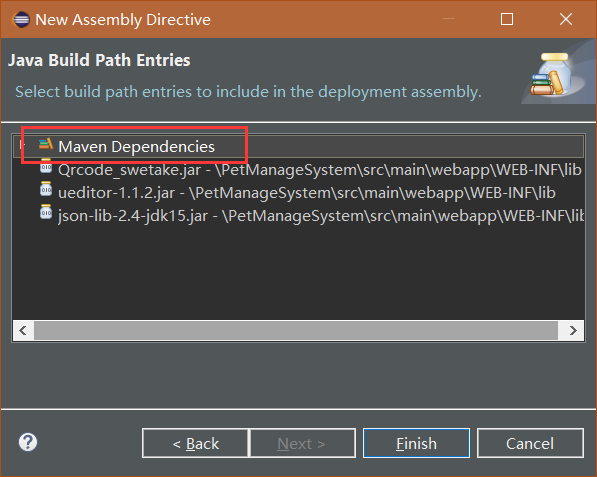 New Assembly Directive
Java Build Path Entries
Select build path entries to include in the deployment assembly.
Maven Dependencies
Qrcode_swetake.jar - \PetManageSystem\src\main\webapp\WEB-INF\lib
ueditor-1.1.2.jar - \PetManageSystem\src\main\webapp\WEB-INF\lib
json-lib-2.4-jdk15.jar - \PetManageSystem\src\main\webapp\WEB-INF\lib
< Back
Next >
Finish
Cancel